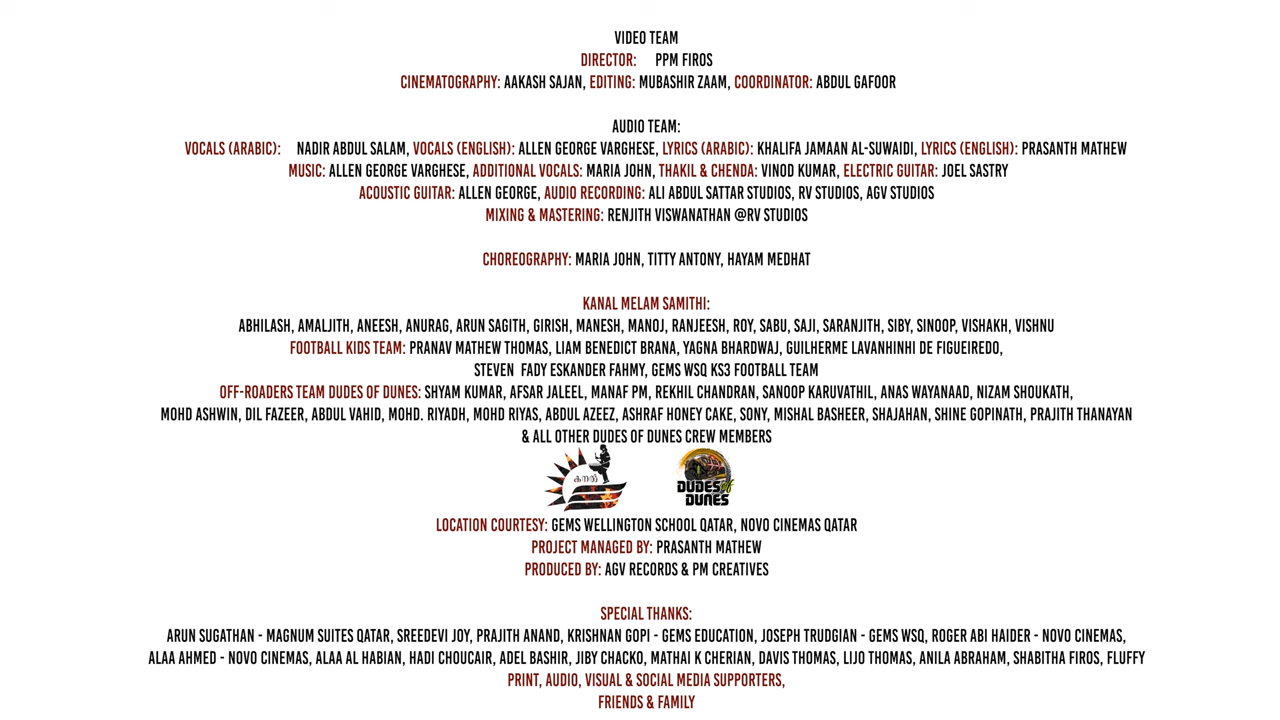 VIDEO TEAM
DIRECTOR: PPM FIROS
CINEMATOGRAPHY: AAKASH SAJAN, EDITING: MUBASHIR ZAAM, COORDINATOR: ABDUL GAFOOR
AUDIO TEAM:
VOCALS (ARABIC): NADIR ABDUL SALAM, VOCALS (ENGLISH): ALLEN GEORGE VARGHESE, LYRICS (ARABIC): KHALIFA JAMAAN AL-SUWAIDI, LYRICS (ENGLISH): PRASANTH MATHEW
MUSIC: ALLEN GEORGE VARGHESE, ADDITIONAL VOCALS: MARIA JOHN, THAKIL & CHENDA: VINOD KUMAR, ELECTRIC GUITAR: JOEL SASTRY
ACOUSTIC GUITAR: ALLEN GEORGE, AUDIO RECORDING: ALI ABDUL SATTAR STUDIOS, RV STUDIOS, AGV STUDIOS
MIXING & MASTERING: RENJITH VISWANATHAN @RV STUDIOS
CHOREOGRAPHY: MARIA JOHN, TITTY ANTONY, HAYAM MEDHAT
KANAL MELAM SAMITHI:
ABHILASH, AMALJITH, ANEESH, ANURAG, ARUN SAGITH, GIRISH, MANESH, MANOJ, RANJEESH, ROY, SABU, SAJI, SARANJITH, SIBY, SINOOP, VISHAKH, VISHNU
FOOTBALL KIDS TEAM: PRANAV MATHEW THOMAS, LIAM BENEDICT BRANA, YAGNA BHARDWAJ, GUILHERME LAVANHINHI DE FIGUEIREDO,
STEVEN FADY ESKANDER FAHMY, GEMS WSQ KS3 FOOTBALL TEAM
OFF-ROADERS TEAM DUDES OF DUNES: SHYAM KUMAR, AFSAR JALEEL, MANAF PM, REKHIL CHANDRAN, SANOOP KARUVATHIL, ANAS WAYANAAD, NIZAM SHOUKATH,
MOHD ASHWIN, DIL FAZEER, ABDUL VAHID, MOHD. RIYADH, MOHD RIYAS, ABDUL AZEEZ, ASHRAF HONEY CAKE, SONY, MISHAL BASHEER, SHAJAHAN, SHINE GOPINATH, PRAJITH THANAYAN
& ALL OTHER DUDES OF DUNES CREW MEMBERS
കനൽ
DUDES of
DUNES
LOCATION COURTESY: GEMS WELLINGTON SCHOOL QATAR, NOVO CINEMAS QATAR
PROJECT MANAGED BY: PRASANTH MATHEW
PRODUCED BY: AGV RECORDS & PM CREATIVES
SPECIAL THANKS:
ARUN SUGATHAN - MAGNUM SUITES QATAR, SREEDEVI JOY, PRAJITH ANAND, KRISHNAN GOPI - GEMS EDUCATION, JOSEPH TRUDGIAN - GEMS WSQ, ROGER ABI HAIDER - NOVO CINEMAS,
ALAA AHMED - NOVO CINEMAS, ALAA AL HABIAN, HADI CHOUCAIR, ADEL BASHIR, JIBY CHACKO, MATHAI K CHERIAN, DAVIS THOMAS, LIJO THOMAS, ANILA ABRAHAM, SHABITHA FIROS, FLUFFY
PRINT, AUDIO, VISUAL & SOCIAL MEDIA SUPPORTERS,
FRIENDS & FAMILY